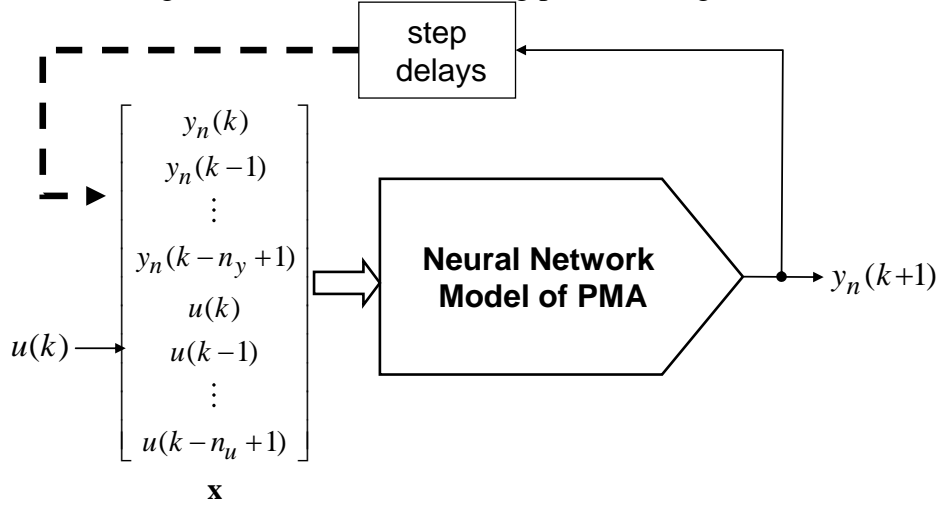 step
delays
y_n(k)
y_n(k−1)
⋮
y_n(k−n_y+1)
u(k)
u(k−1)
⋮
u(k−n_u+1)
x
u(k)
Neural Network
Model of PMA
y_n(k+1)